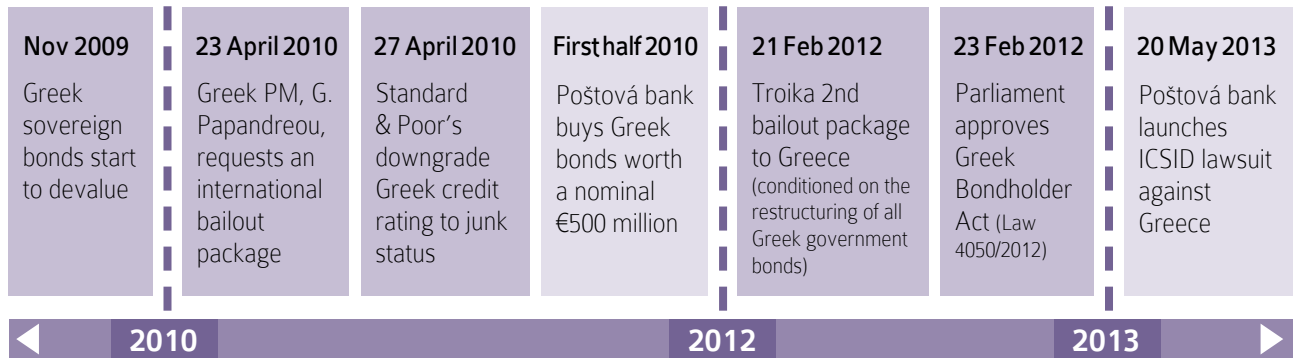 Nov 2009
Greek
sovereign
bonds start
to devalue
23 April 2010
Greek PM, G.
Papandreou,
requests an
international
bailout
package
27 April 2010
Standard
& Poor's
downgrade
Greek credit
rating to junk
status
First half 2010
Poštová bank
buys Greek
bonds worth
a nominal
€500 million
21 Feb 2012
Troika 2nd
bailout package
to Greece
(conditioned on the
restructuring of all
Greek government
bonds)
23 Feb 2012
Parliament
approves
Greek
Bondholder
Act (Law
4050/2012)
20 May 2013
Poštová bank
launches
ICSID lawsuit
against
Greece
2010
2012
2013